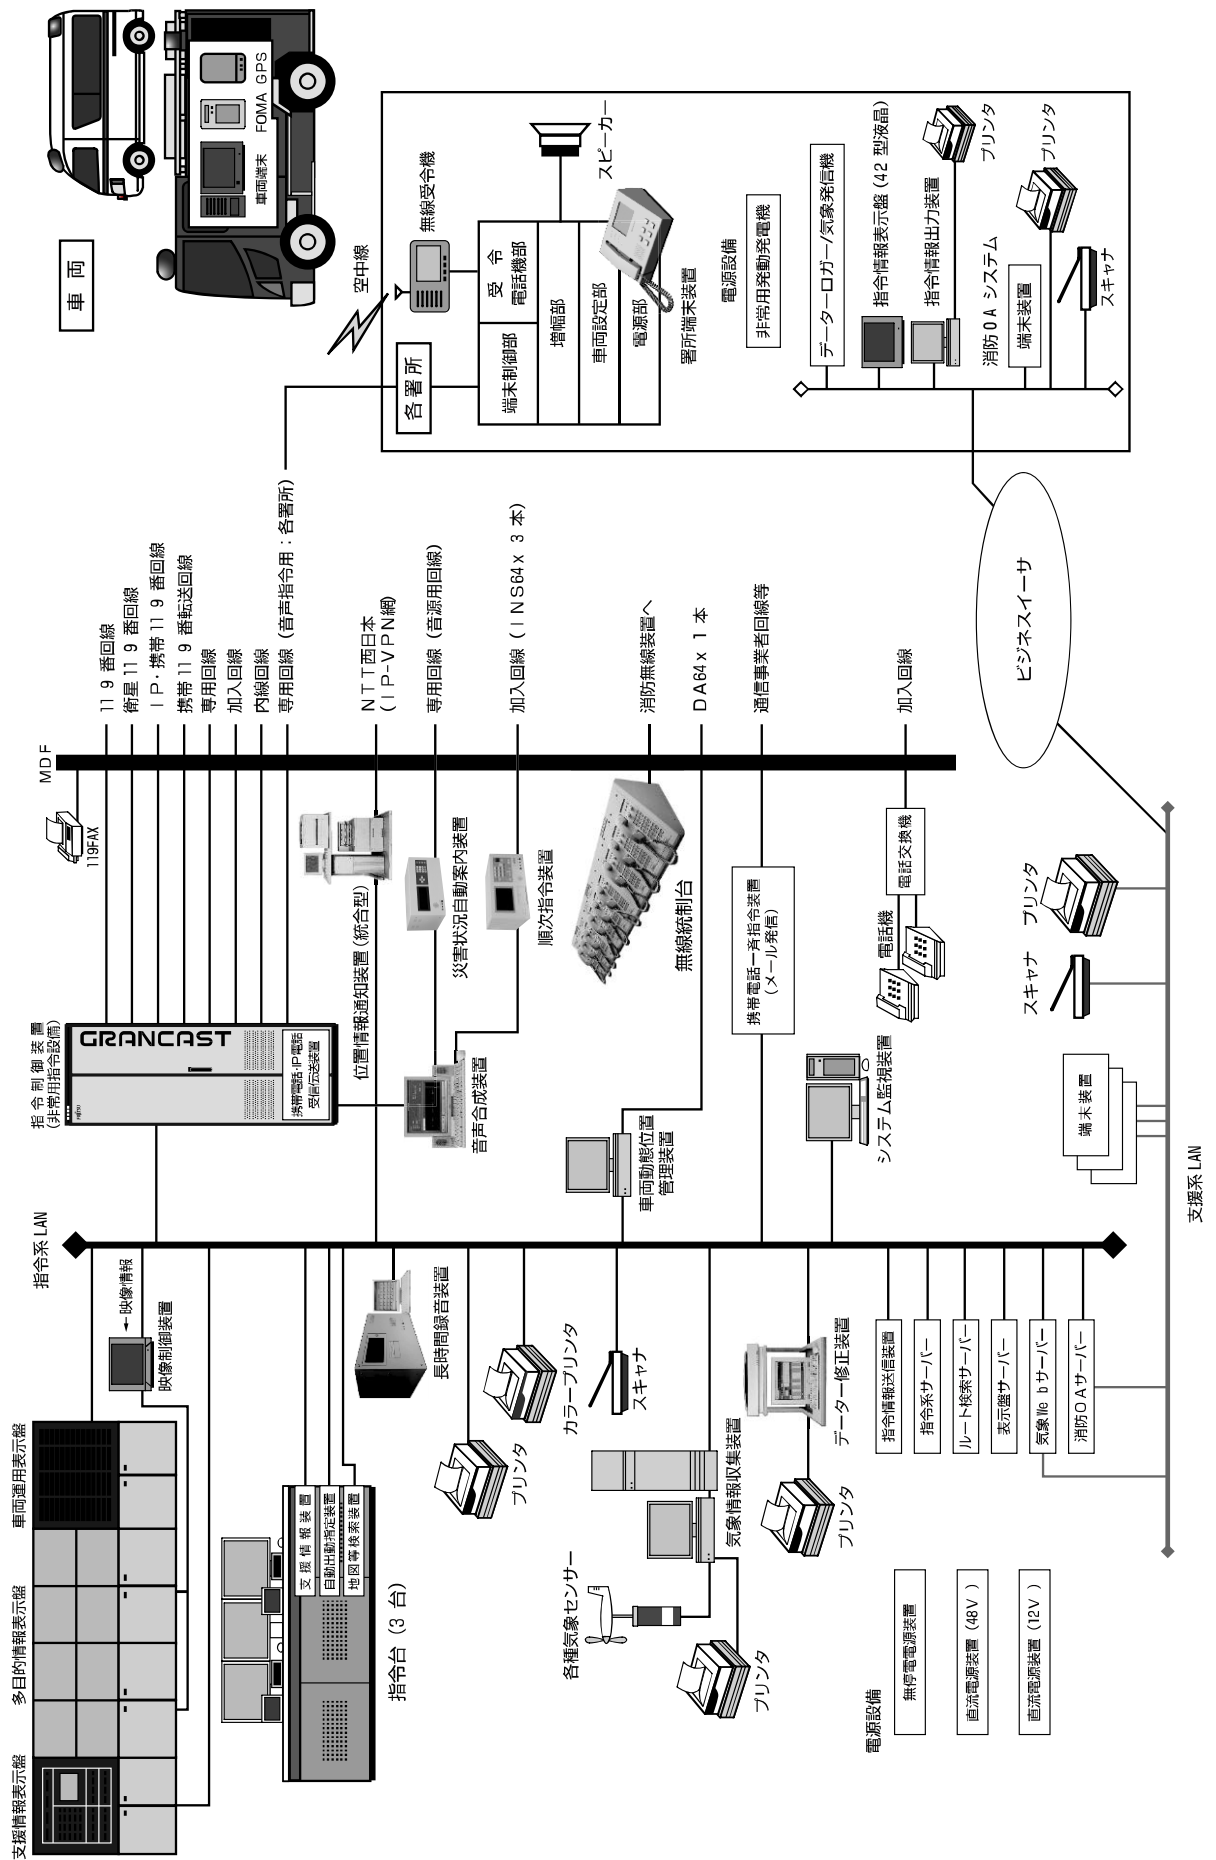 支援情報表示盤
多目的情報表示盤
車両運用表示盤
指令系 LAN
←映像情報
映像制御装置
指令台 (3 台)
支援情報装置
自動出動指定装置
地図等検索装置
長時間録音装置
プリンタ
カラープリンタ
スキャナ
各種気象センサー
プリンタ
気象情報収集装置
データー修正装置
プリンタ
指令情報送信装置
指令系サーバー
ルート検索サーバー
表示盤サーバー
気象Webサーバー
消防OAサーバー
電源設備
無停電電源装置
直流電源装置 (48V)
直流電源装置 (12V)
指令制御装置
(非常用指令設備)
GRANCAST
携帯電話・IP電話
受信伝送装置
位置情報通知装置 (統合型)
災害状況自動案内装置
順次指令装置
音声合成装置
無線統制台
車両動態位置
管理装置
携帯電話一斉指令装置
(メール発信)
システム監視装置
電話機
電話交換機
スキャナ
プリンタ
端末装置
支援系 LAN
MDF
119FAX
119番回線
衛星119番回線
IP・携帯119番回線
携帯119番転送回線
専用回線
加入回線
内線回線
専用回線 (音声指令用:各署所)
NTT西日本
(IP-VPN網)
専用回線 (音源用回線)
加入回線 (INS64x 3 本)
消防無線装置へ
DA64x 1 本
通信事業者回線等
加入回線
ビジネスイーサ
車両
車両端末
FOMA
GPS
各署所
空中線
無線受令機
端末制御部
受令
電話機部
増幅部
車両設定部
電源部
スピーカー
署所端末装置
電源設備
非常用発動発電機
データーロガー/気象発信機
指令情報表示盤 (42 型液晶)
指令情報出力装置
プリンタ
消防OA システム
端末装置
プリンタ
スキャナ